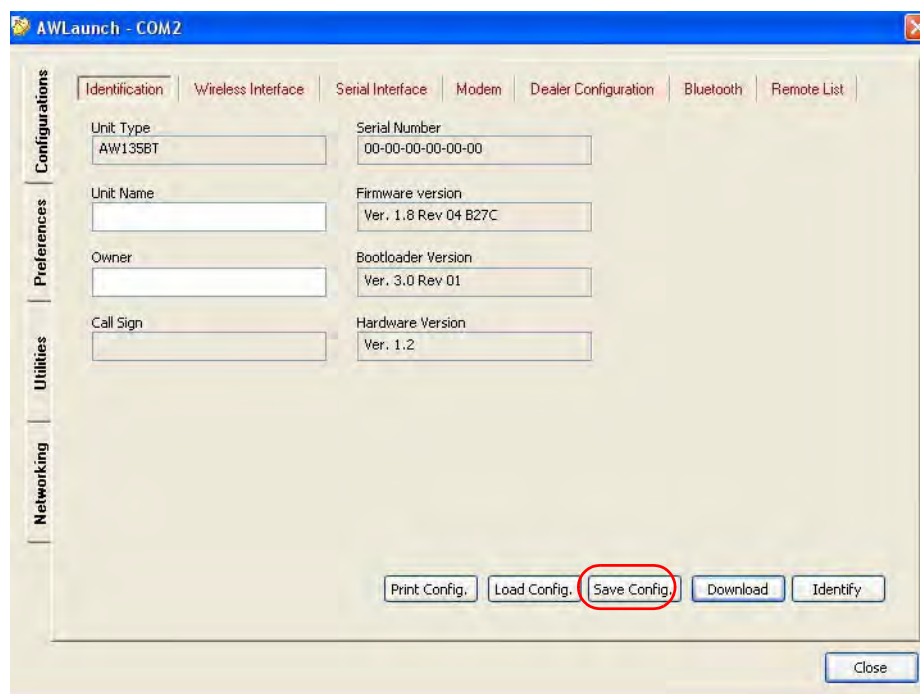 AWLaunch - COM2
Configurations
Preferences
Utilities
Networking
Identification Wireless Interface Serial Interface Modem Dealer Configuration Bluetooth Remote List
Unit Type Serial Number
AW135BT 00-00-00-00-00-00
Unit Name Firmware version
Ver. 1.8 Rev 04 B27C
Owner Bootloader Version
Ver. 3.0 Rev 01
Call Sign Hardware Version
Ver. 1.2
Print Config. Load Config. Save Config. Download Identify
Close